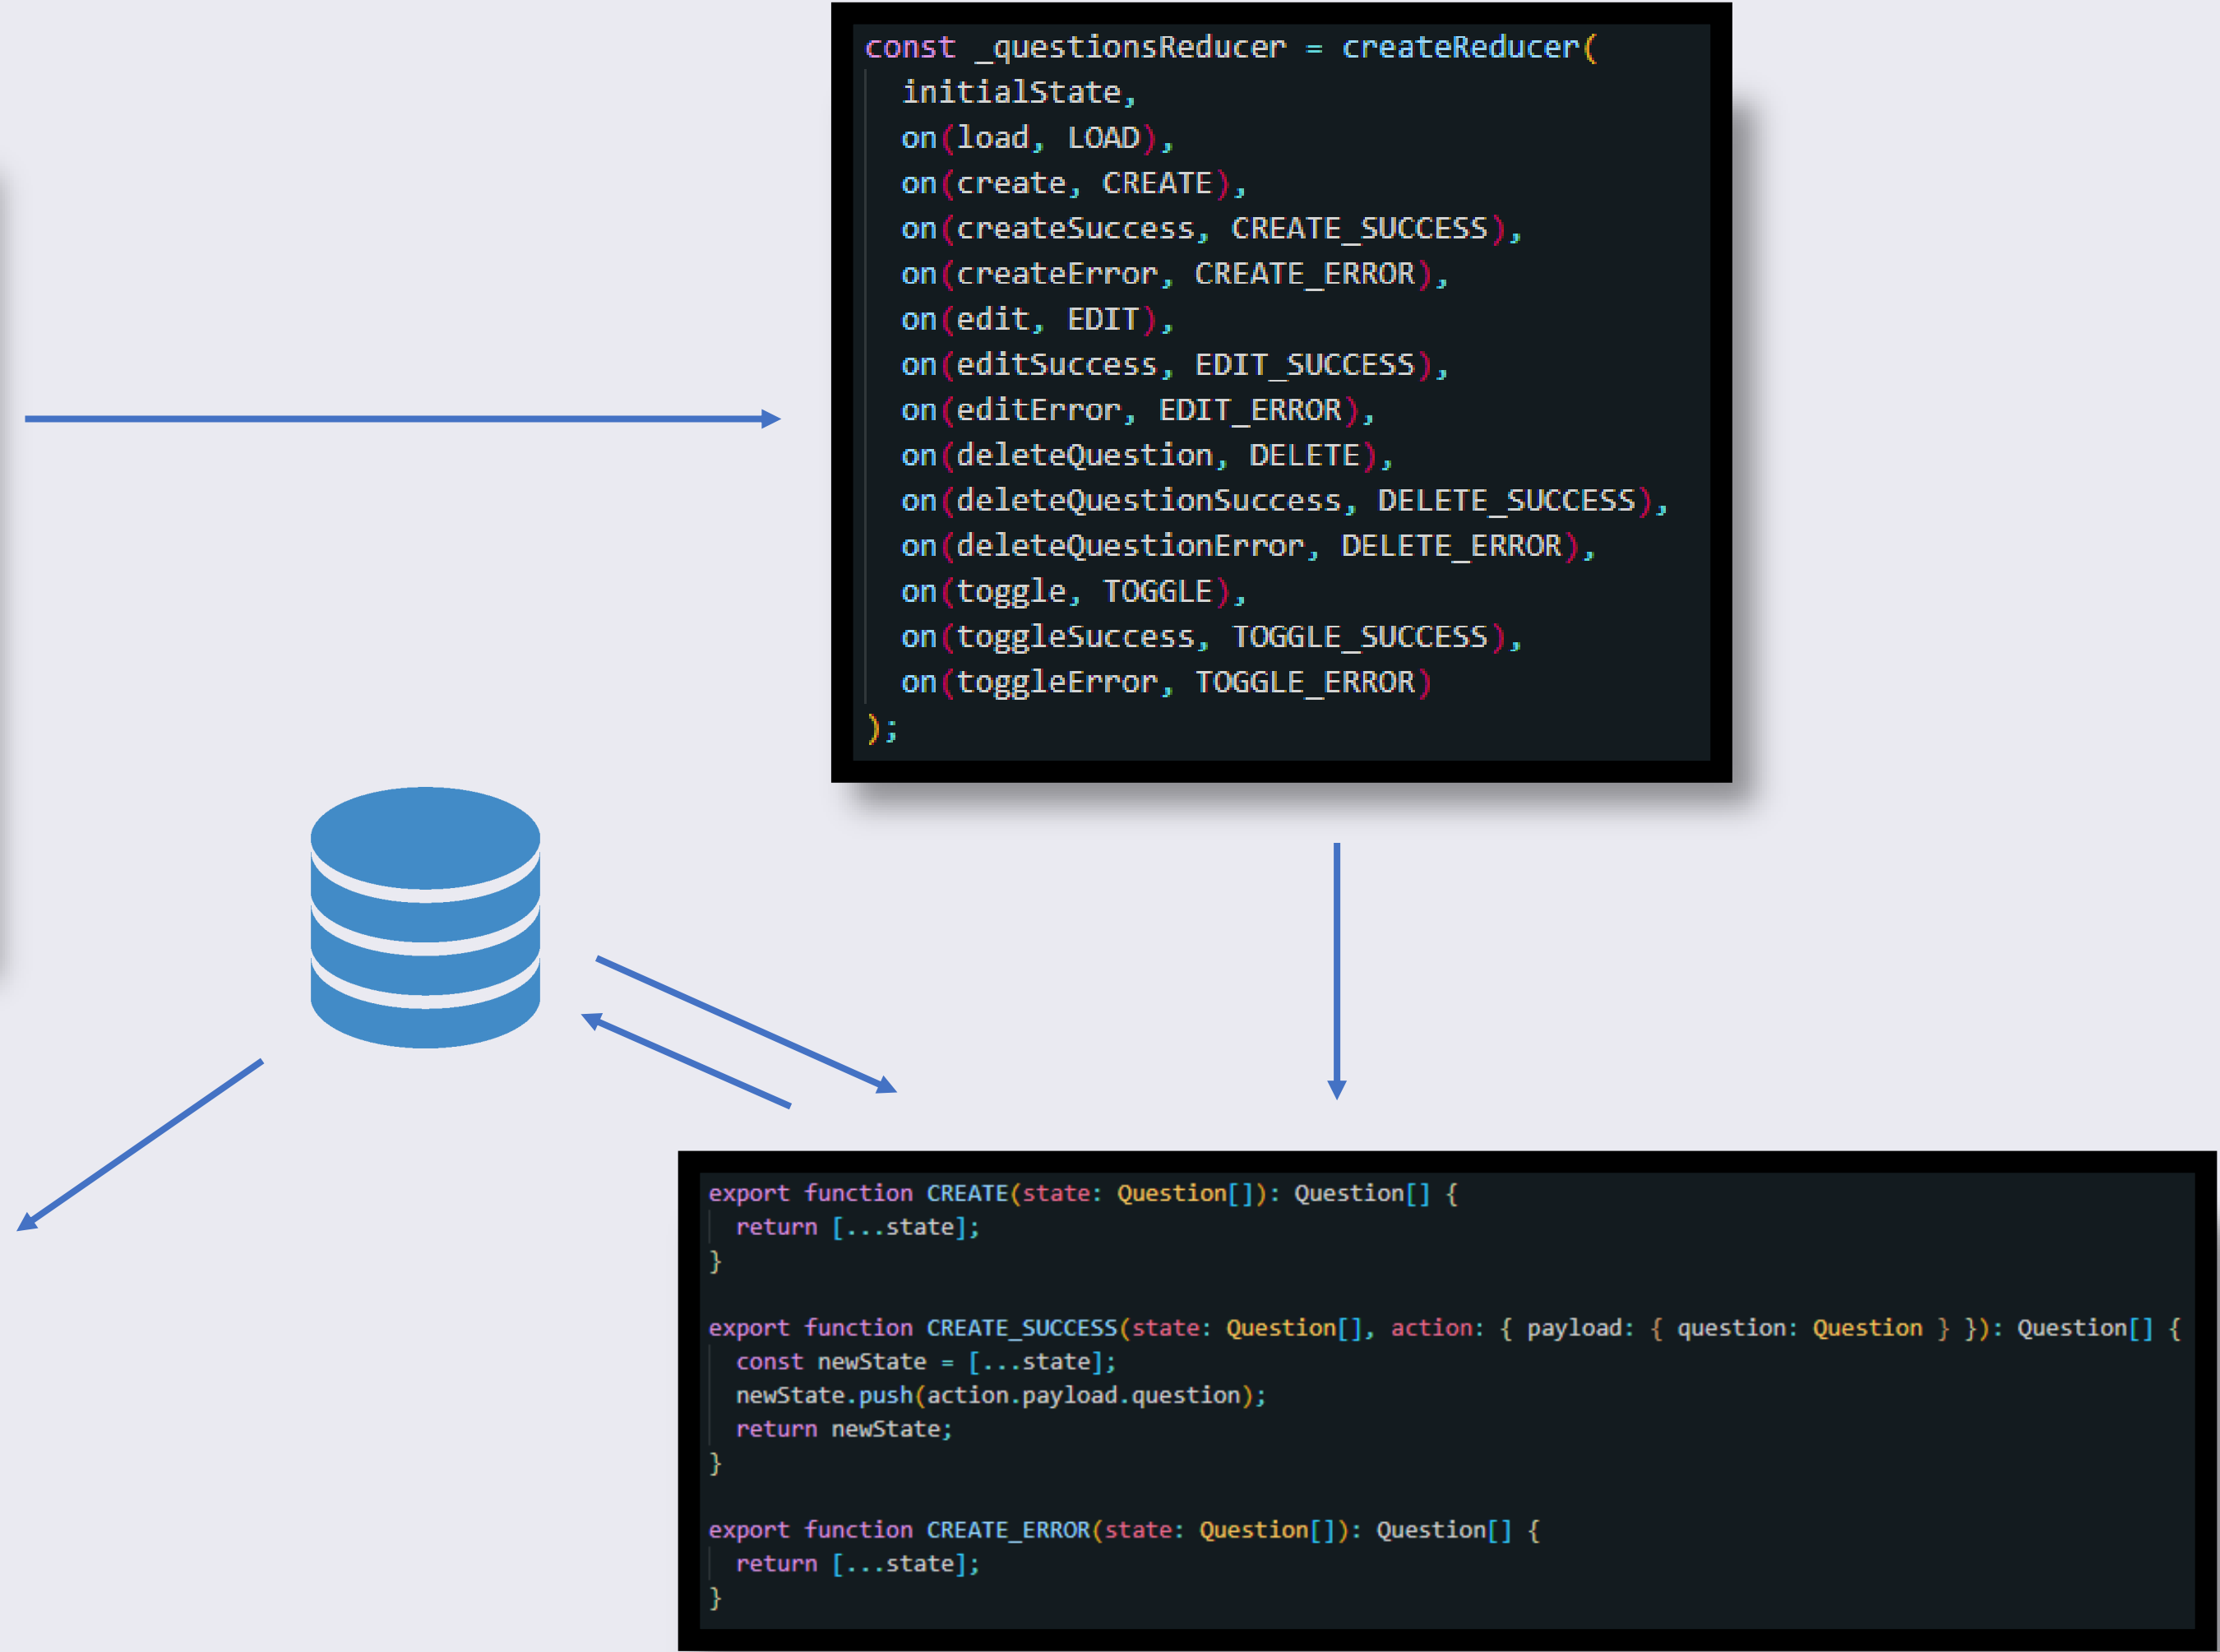 const _questionsReducer = createReducer(
  initialState,
  on(load, LOAD),
  on(create, CREATE),
  on(createSuccess, CREATE_SUCCESS),
  on(createError, CREATE_ERROR),
  on(edit, EDIT),
  on(editSuccess, EDIT_SUCCESS),
  on(editError, EDIT_ERROR),
  on(deleteQuestion, DELETE),
  on(deleteQuestionSuccess, DELETE_SUCCESS),
  on(deleteQuestionError, DELETE_ERROR),
  on(toggle, TOGGLE),
  on(toggleSuccess, TOGGLE_SUCCESS),
  on(toggleError, TOGGLE_ERROR)
);
export function CREATE(state: Question[]): Question[] {
  return [...state];
}
export function CREATE_SUCCESS(state: Question[], action: { payload: { question: Question } }): Question[] {
  const newState = [...state];
  newState.push(action.payload.question);
  return newState;
}
export function CREATE_ERROR(state: Question[]): Question[] {
  return [...state];
}